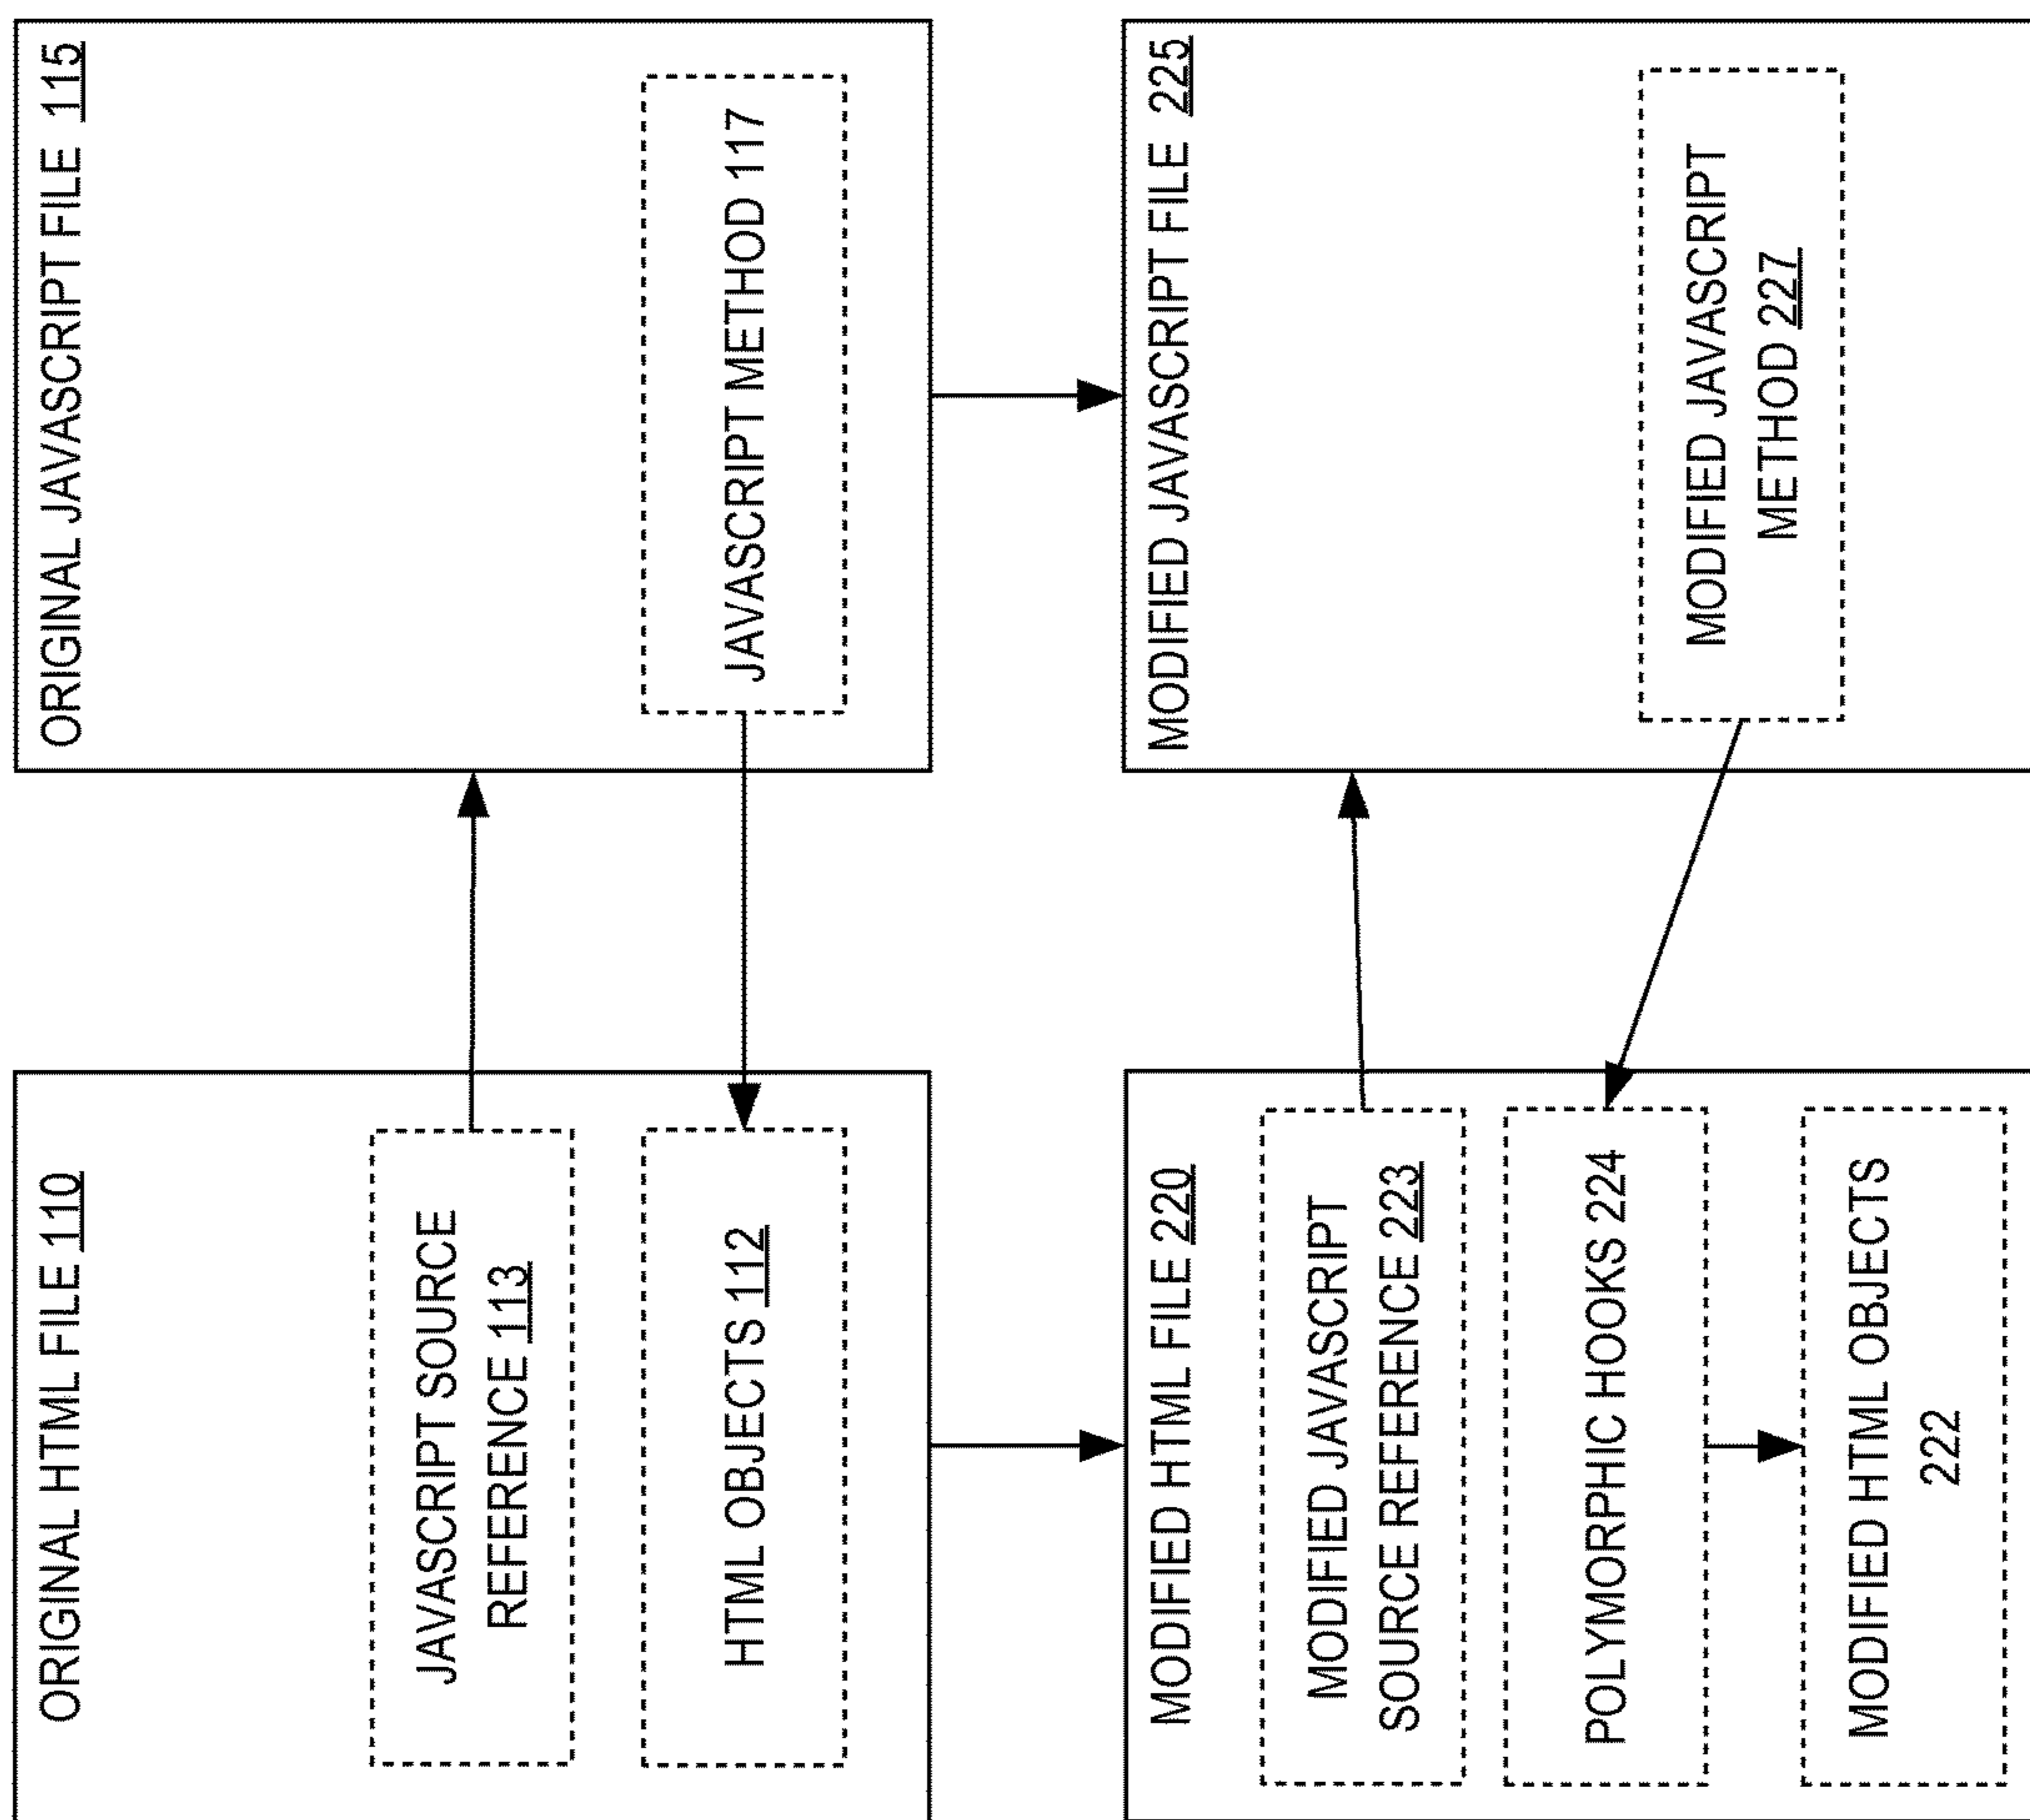 ORIGINAL HTML FILE 110
JAVASCRIPT SOURCE
REFERENCE 113
HTML OBJECTS 112
ORIGINAL JAVASCRIPT FILE 115
JAVASCRIPT METHOD 117
MODIFIED HTML FILE 220
MODIFIED JAVASCRIPT
SOURCE REFERENCE 223
POLYMORPHIC HOOKS 224
MODIFIED HTML OBJECTS
222
MODIFIED JAVASCRIPT FILE 225
MODIFIED JAVASCRIPT
METHOD 227